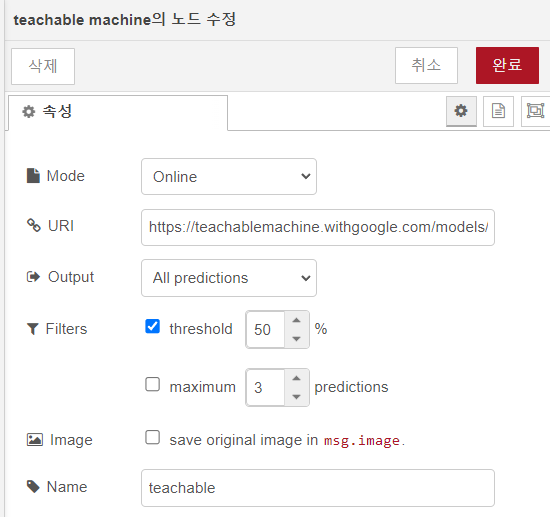 teachable machine의 노드 수정
삭제 취소 완료
속성
Mode Online
URI https://teachablemachine.withgoogle.com/models/
Output All predictions
Filters threshold 50 %
maximum 3 predictions
Image save original image in msg.image.
Name teachable